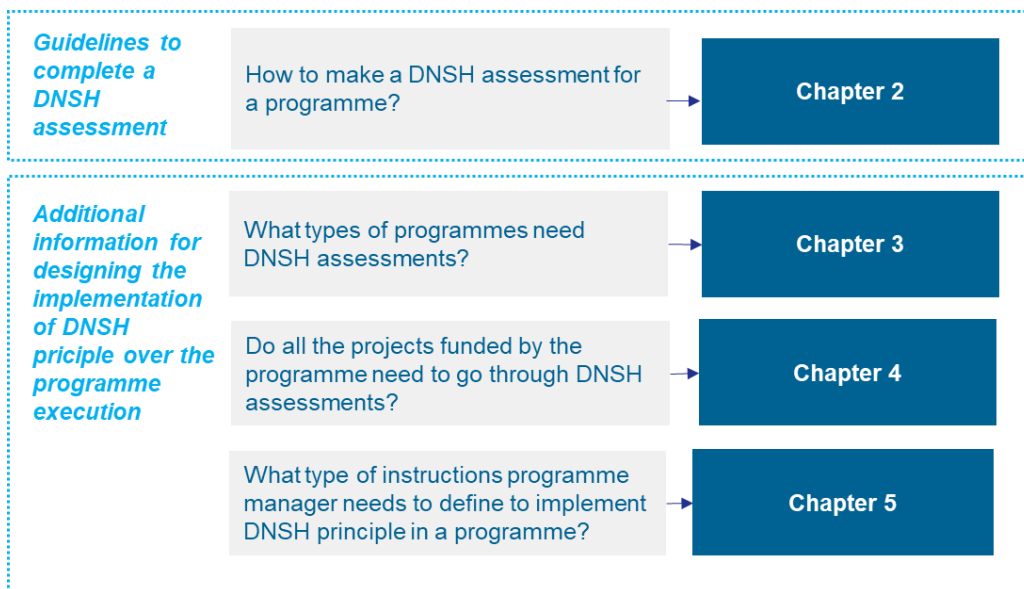 Guidelines to
complete a
DNSH
assessment
How to make a DNSH assessment for
a programme?
Chapter 2
Additional
information for
designing the
implementation
of DNSH
priciple over the
programme
execution
What types of programmes need
DNSH assessments?
Chapter 3
Do all the projects funded by the
programme need to go through DNSH
assessments?
Chapter 4
What type of instructions programme
manager needs to define to implement
DNSH principle in a programme?
Chapter 5